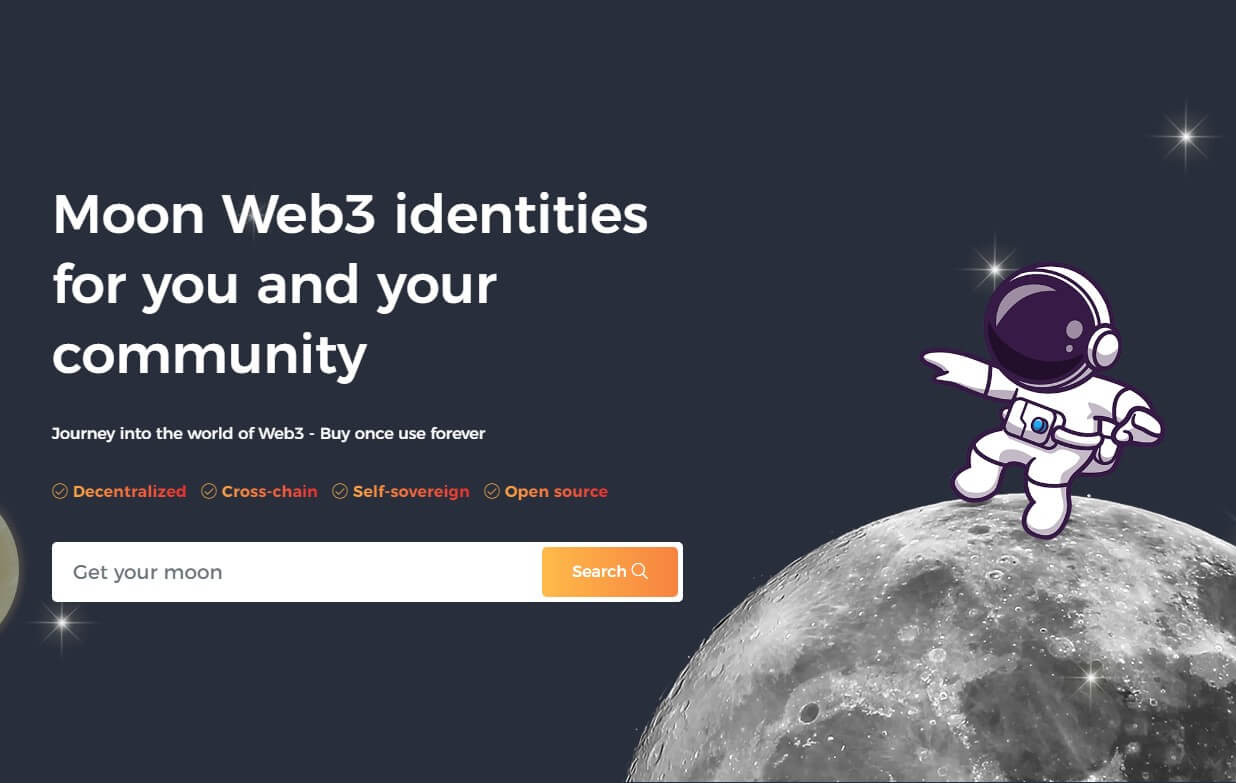 Moon Web3 identities
for you and your
community
Journey into the world of Web3 - Buy once use forever
Decentralized Cross-chain Self-sovereign Open source
Get your moon Search